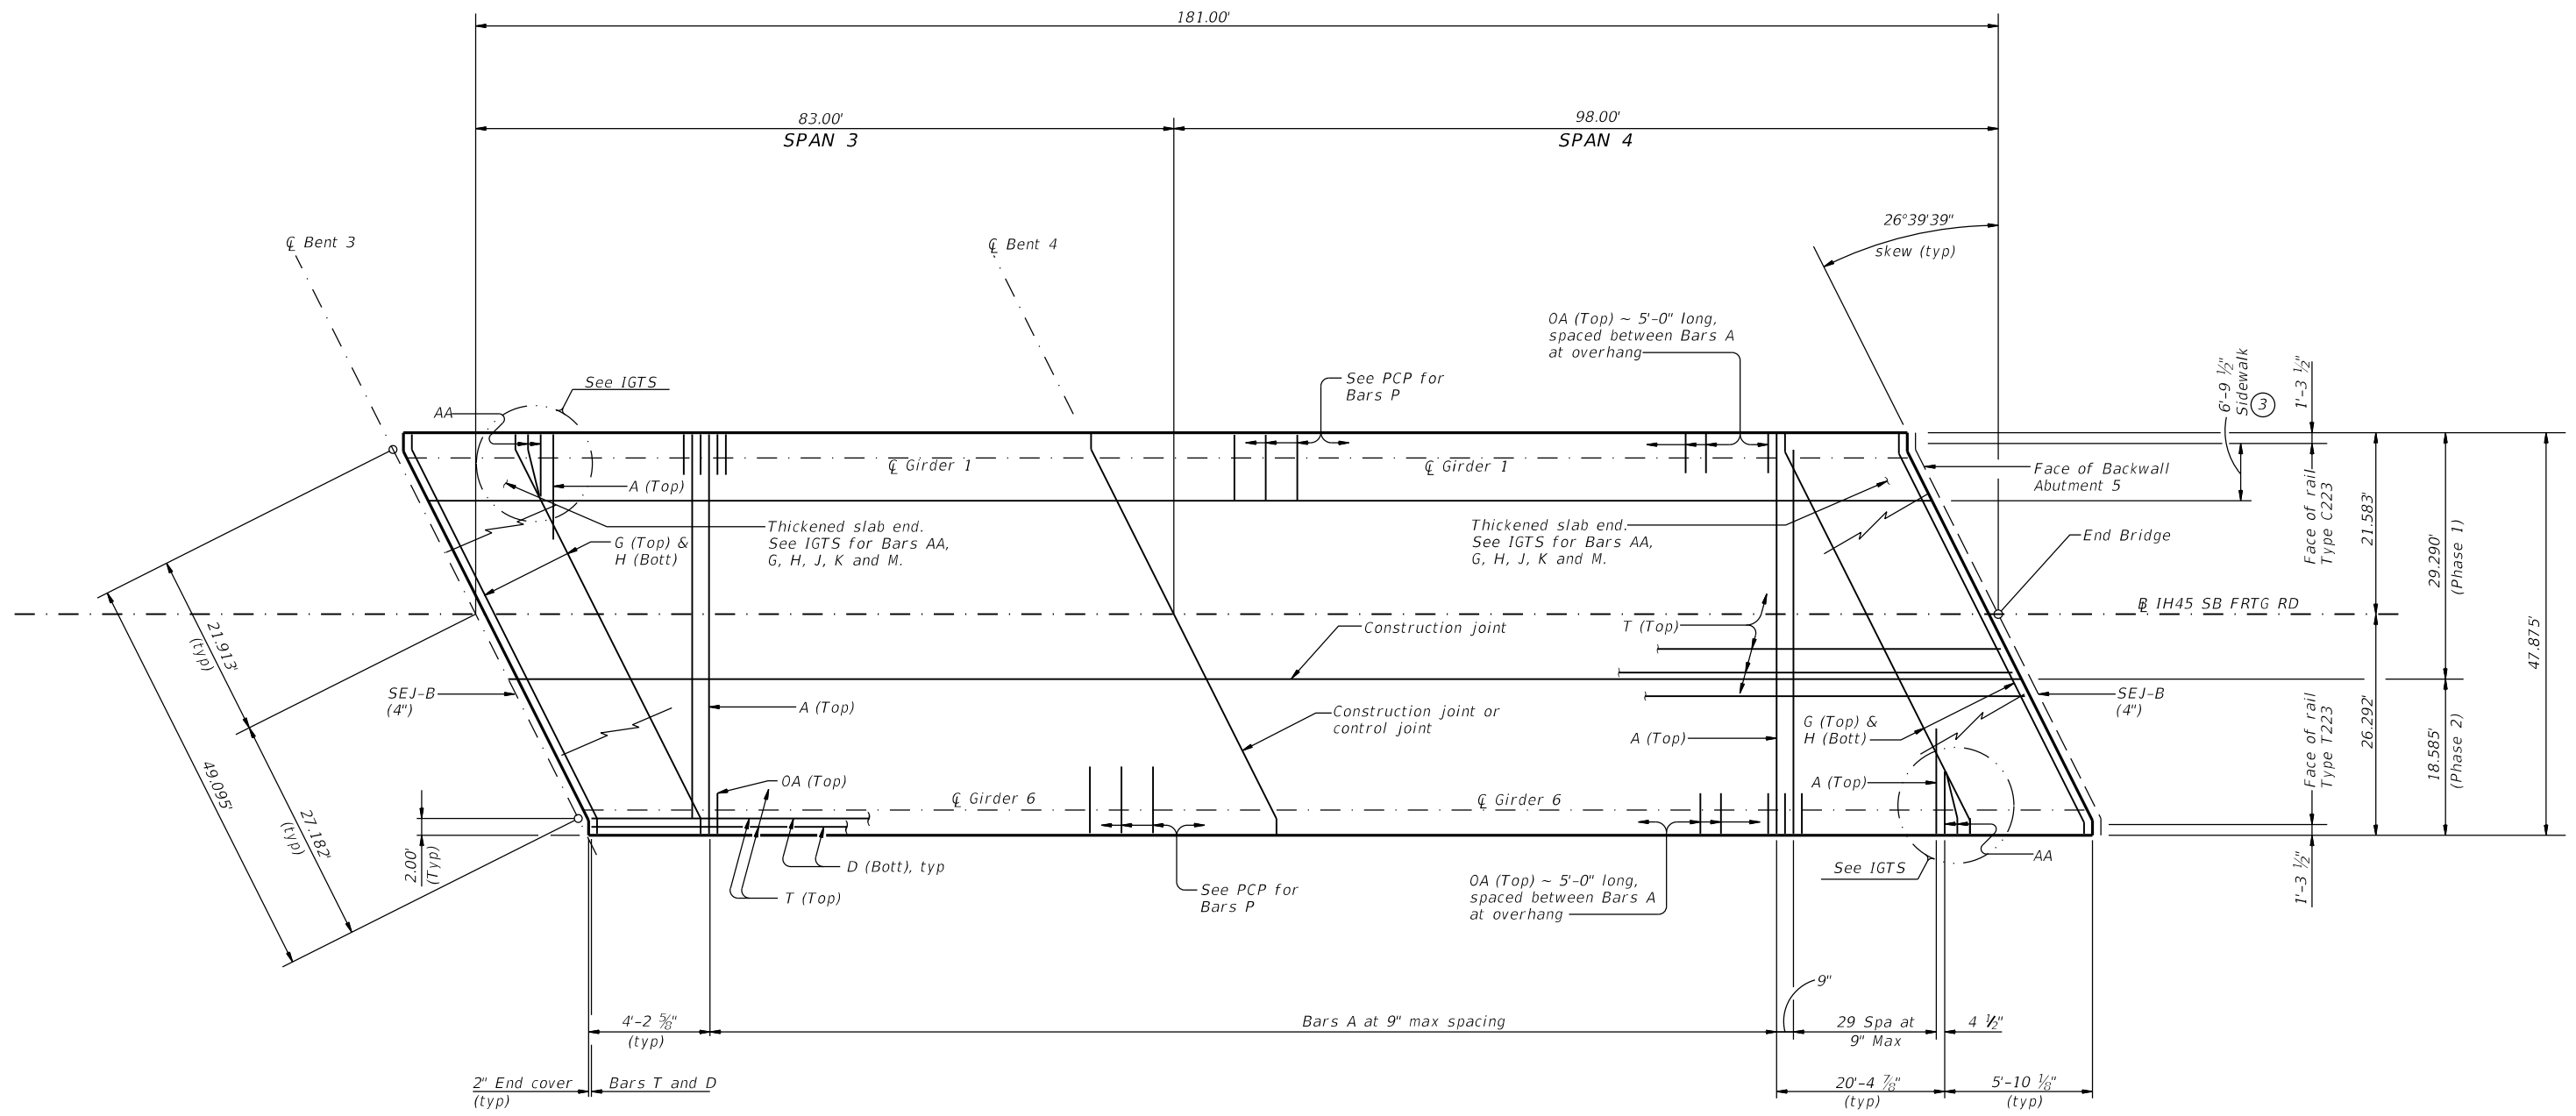 181.00'
83.00'
SPAN 3
98.00'
SPAN 4
℄ Bent 3
℄ Bent 4
26°39'39"
skew (typ)
OA (Top) ~ 5'-0" long,
spaced between Bars A
at overhang
See PCP for
Bars P
See IGTS
AA
℄ Girder 1
℄ Girder 1
A (Top)
Thickened slab end.
See IGTS for Bars AA,
G, H, J, K and M.
G (Top) &
H (Bott)
Thickened slab end.
See IGTS for Bars AA,
G, H, J, K and M.
Face of Backwall
Abutment 5
End Bridge
6'-9 ½"
Sidewalk
3
1'-3 ½"
Face of rail
Type C223
21.583'
29.290'
(Phase 1)
47.875'
B IH45 SB FRTG RD
21.913'
(typ)
49.095'
27.182'
(typ)
SEJ-B
(4")
Construction joint
T (Top)
A (Top)
Construction joint or
control joint
A (Top)
G (Top) &
H (Bott)
SEJ-B
(4")
Face of rail
Type T223
26.292'
18.585'
(Phase 2)
1'-3 ½"
OA (Top)
℄ Girder 6
℄ Girder 6
A (Top)
2.00'
(Typ)
D (Bott), typ
T (Top)
See PCP for
Bars P
OA (Top) ~ 5'-0" long,
spaced between Bars A
at overhang
See IGTS
AA
9"
4'-2 ⅝"
(typ)
Bars A at 9" max spacing
29 Spa at
9" Max
4 ½"
2" End cover
(typ)
Bars T and D
20'-4 ⅞"
(typ)
5'-10 ⅛"
(typ)